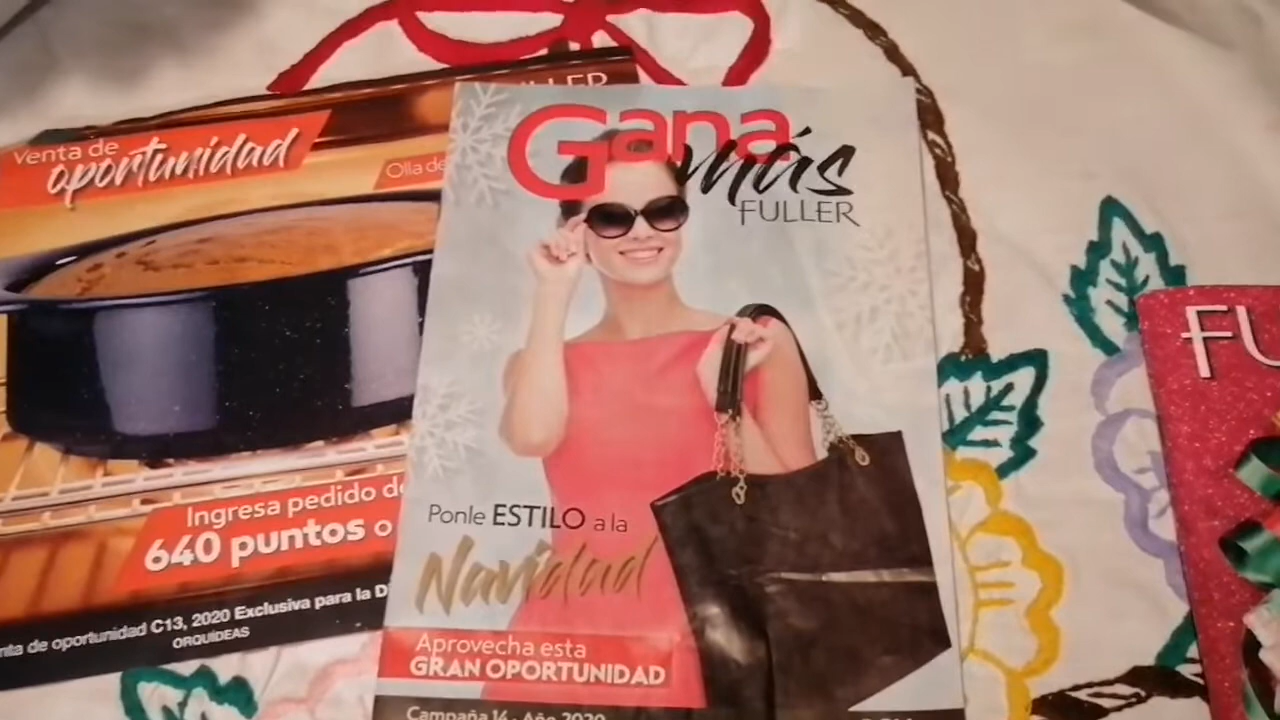 FULLER
Venta de
oportunidad
Olla de
Ingresa pedido d
640 puntos o
nta de oportunidad C13, 2020 Exclusiva para la D
ORQUÍDEAS
Gana
más
FULLER
Ponle ESTILO a la
Navidad
Aprovecha esta
GRAN OPORTUNIDAD
Campaña 14 · Año 2020
FU